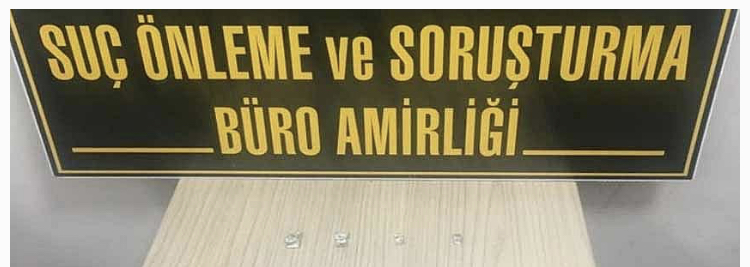 SUÇ ÖNLEME ve SORUŞTURMA
BÜRO AMİRLİĞİ